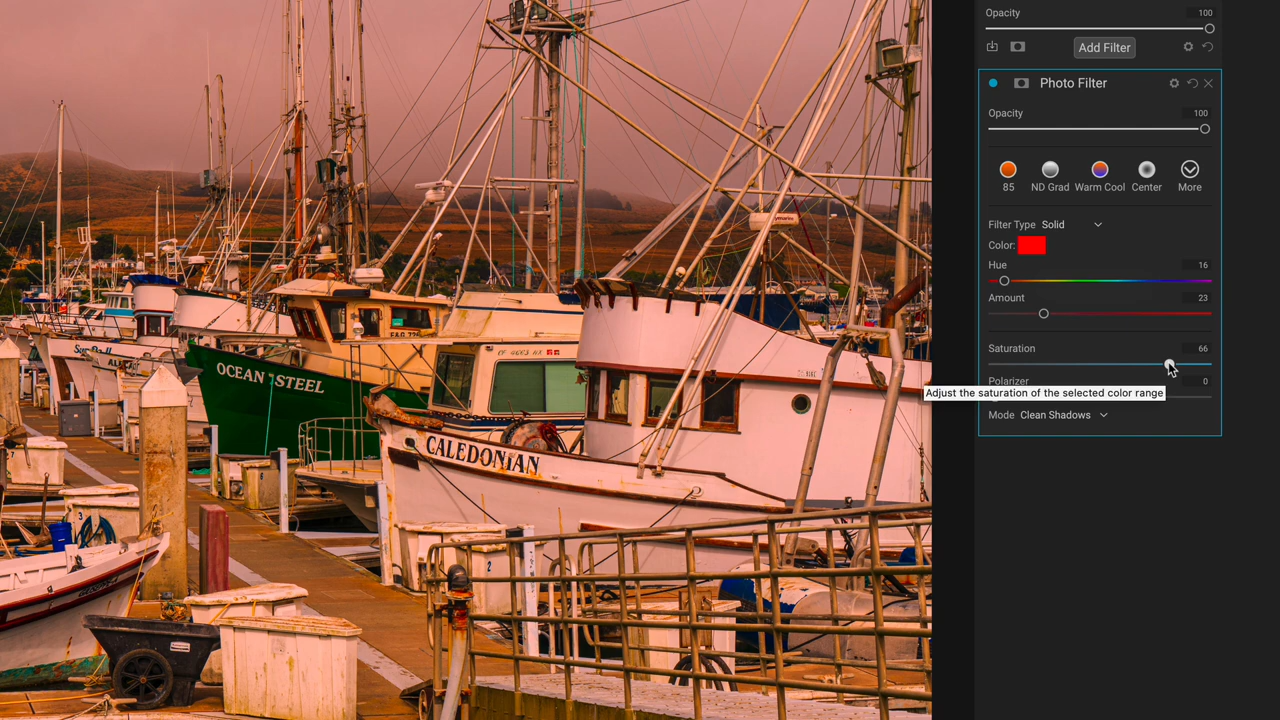 Opacity 100
Add Filter
Photo Filter
Opacity 100
85 ND Grad Warm Cool Center More
Filter Type Solid
Color:
Hue 16
Amount 23
Saturation 66
Polarizer 0
Adjust the saturation of the selected color range
Mode Clean Shadows
OCEAN STEEL
CALEDONIAN
2